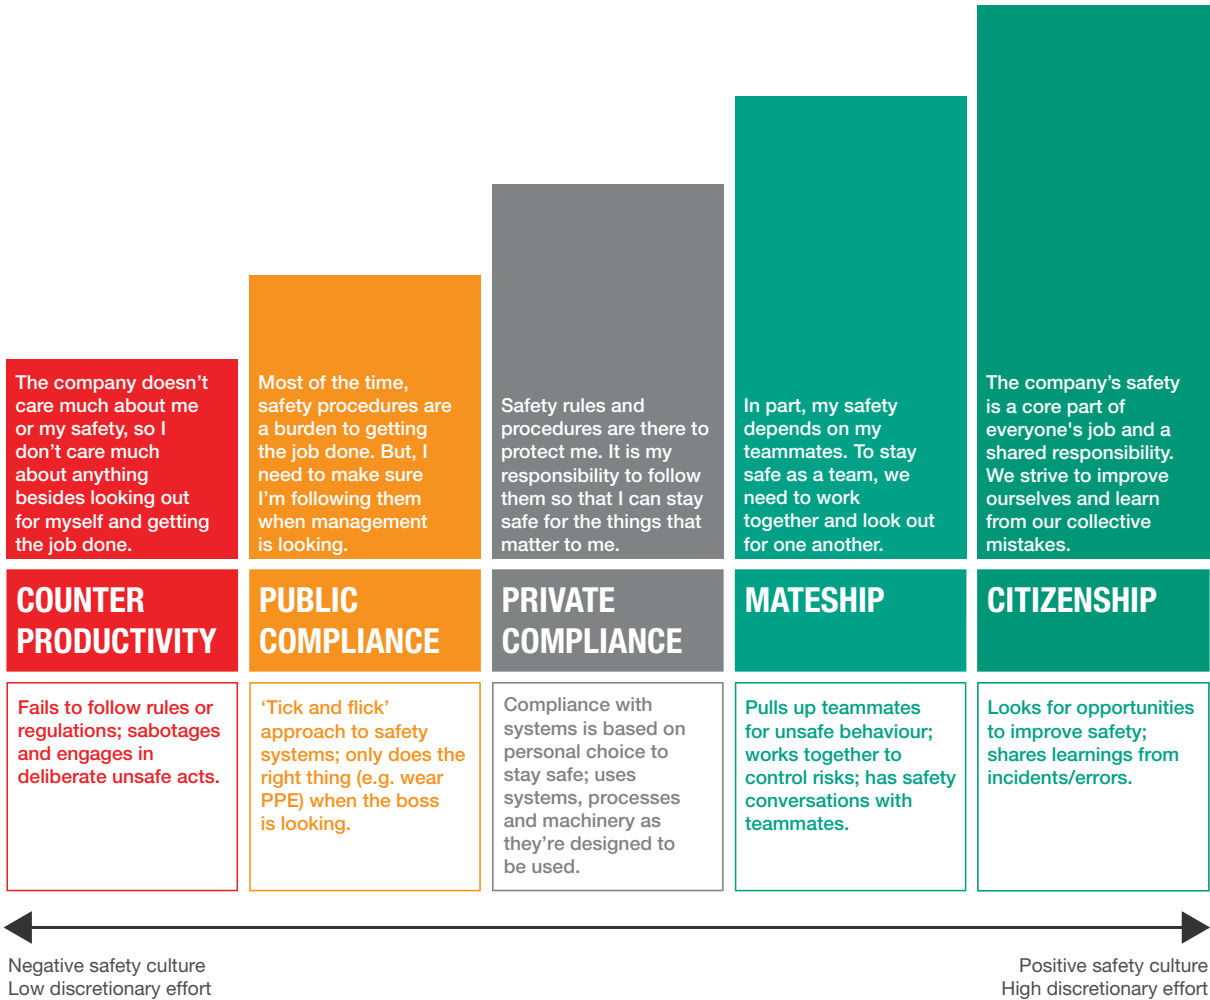 The company doesn't
care much about me
or my safety, so I
don't care much
about anything
besides looking out
for myself and getting
the job done.
Most of the time,
safety procedures are
a burden to getting
the job done. But, I
need to make sure
I'm following them
when management
is looking.
Safety rules and
procedures are there to
protect me. It is my
responsibility to follow
them so that I can stay
safe for the things that
matter to me.
In part, my safety
depends on my
teammates. To stay
safe as a team, we
need to work
together and look out
for one another.
The company’s safety
is a core part of
everyone's job and a
shared responsibility.
We strive to improve
ourselves and learn
from our collective
mistakes.
COUNTER
PRODUCTIVITY
PUBLIC
COMPLIANCE
PRIVATE
COMPLIANCE
MATESHIP
CITIZENSHIP
Fails to follow rules or
regulations; sabotages
and engages in
deliberate unsafe acts.
‘Tick and flick’
approach to safety
systems; only does the
right thing (e.g. wear
PPE) when the boss
is looking.
Compliance with
systems is based on
personal choice to
stay safe; uses
systems, processes
and machinery as
they’re designed to
be used.
Pulls up teammates
for unsafe behaviour;
works together to
control risks; has safety
conversations with
teammates.
Looks for opportunities
to improve safety;
shares learnings from
incidents/errors.
Negative safety culture
Low discretionary effort
Positive safety culture
High discretionary effort